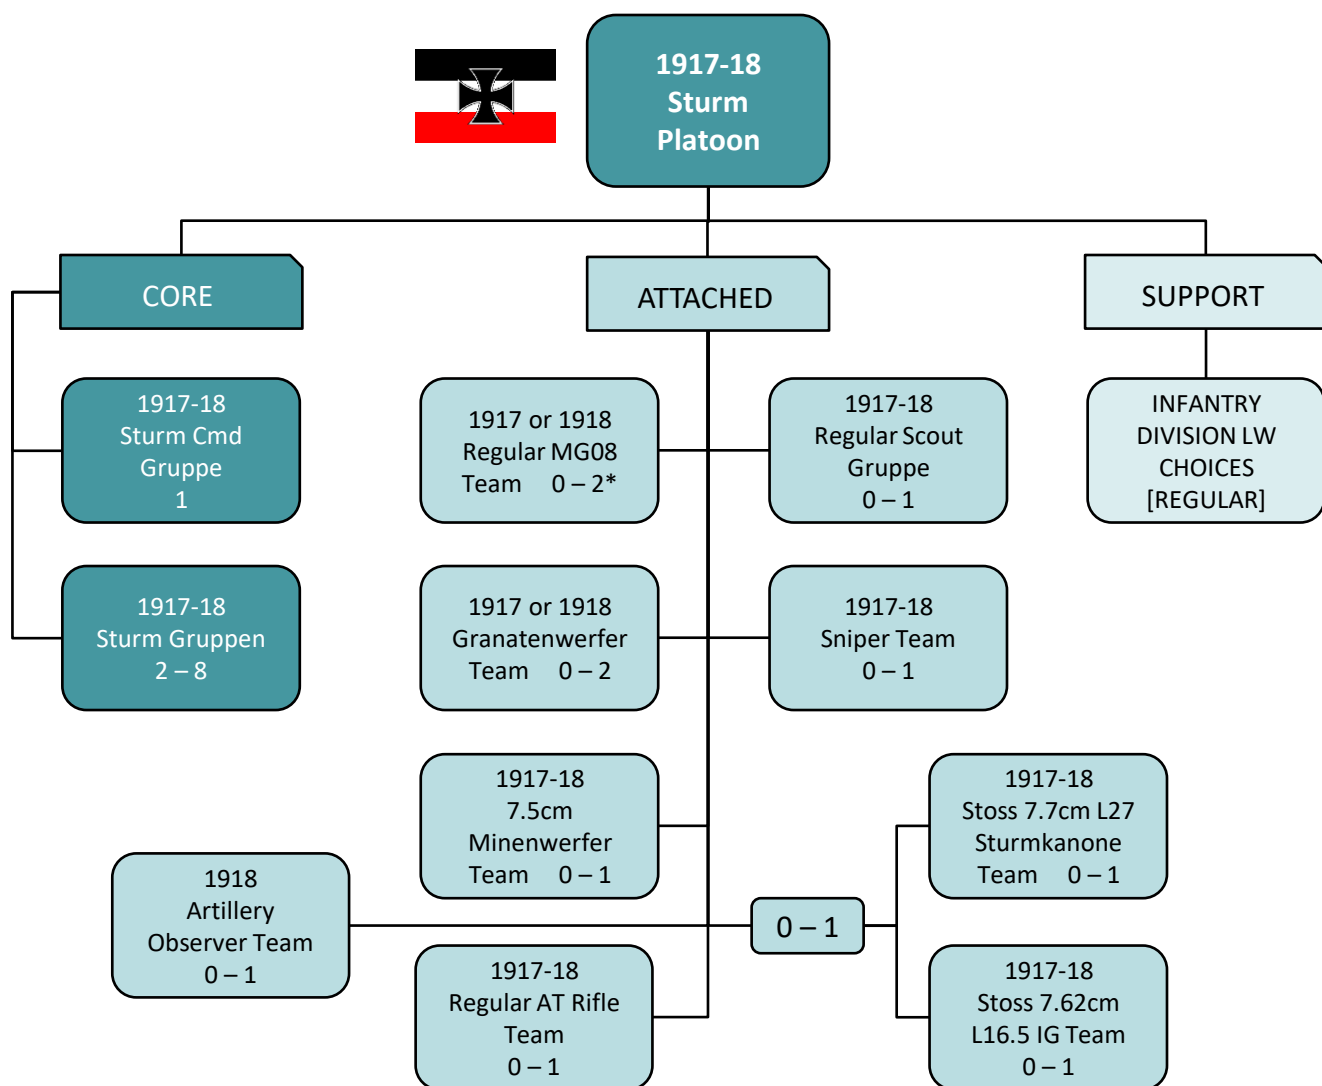 1917-18
Sturm
Platoon
CORE
ATTACHED
SUPPORT
1917-18
Sturm Cmd
Gruppe
1
1917 or 1918
Regular MG08
Team 0 – 2*
1917-18
Regular Scout
Gruppe
0 – 1
INFANTRY
DIVISION LW
CHOICES
[REGULAR]
1917-18
Sturm Gruppen
2 – 8
1917 or 1918
Granatenwerfer
Team 0 – 2
1917-18
Sniper Team
0 – 1
1917-18
7.5cm
Minenwerfer
Team 0 – 1
1917-18
Stoss 7.7cm L27
Sturmkanone
Team 0 – 1
1918
Artillery
Observer Team
0 – 1
0 – 1
1917-18
Regular AT Rifle
Team
0 – 1
1917-18
Stoss 7.62cm
L16.5 IG Team
0 – 1